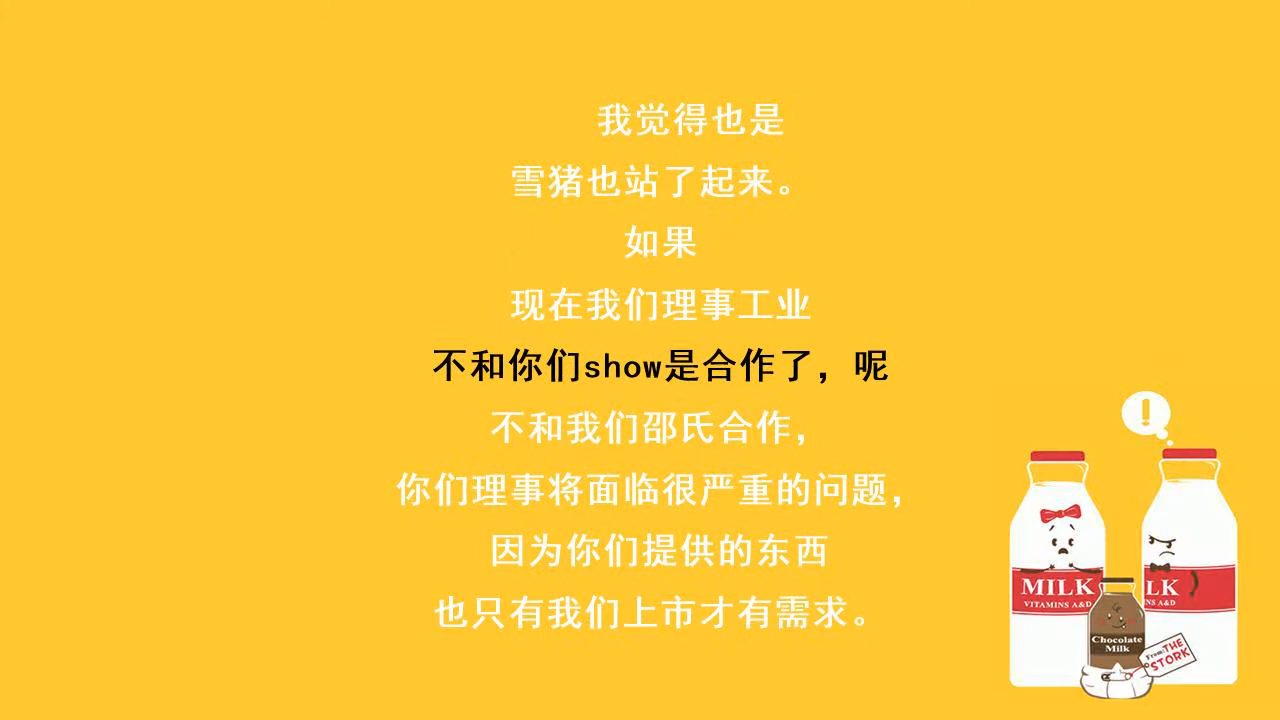 我觉得也是
雪猪也站了起来。
如果
现在我们理事工业
不和你们show是合作了，呢
不和我们邵氏合作，
你们理事将面临很严重的问题，
因为你们提供的东西
也只有我们上市才有需求。
!
MILK
VITAMINS A&D
LK
NS A&D
Chocolate
Milk
From: THE
STORK